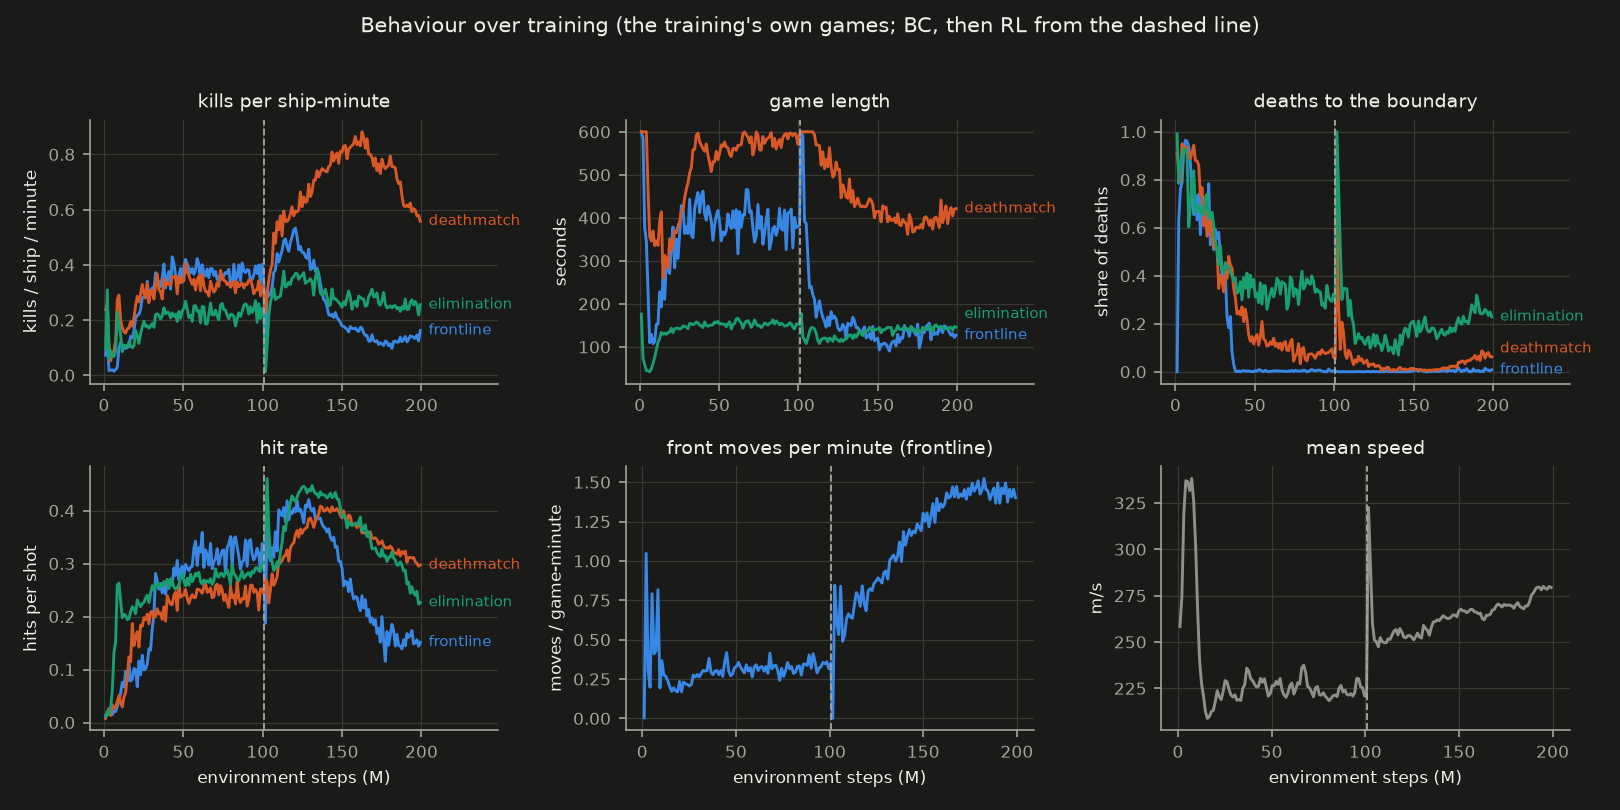 Behaviour over training (the training's own games; BC, then RL from the dashed line)
kills per ship-minute
kills / ship / minute
0.8
0.6
0.4
0.2
0.0
deathmatch
elimination
frontline
0 50 100 150 200
game length
seconds
600
500
400
300
200
100
deathmatch
elimination
frontline
0 50 100 150 200
deaths to the boundary
share of deaths
1.0
0.8
0.6
0.4
0.2
0.0
elimination
deathmatch
frontline
0 50 100 150 200
hit rate
hits per shot
0.4
0.3
0.2
0.1
0.0
deathmatch
elimination
frontline
0 50 100 150 200
environment steps (M)
front moves per minute (frontline)
moves / game-minute
1.50
1.25
1.00
0.75
0.50
0.25
0.00
0 50 100 150 200
environment steps (M)
mean speed
m/s
325
300
275
250
225
0 50 100 150 200
environment steps (M)